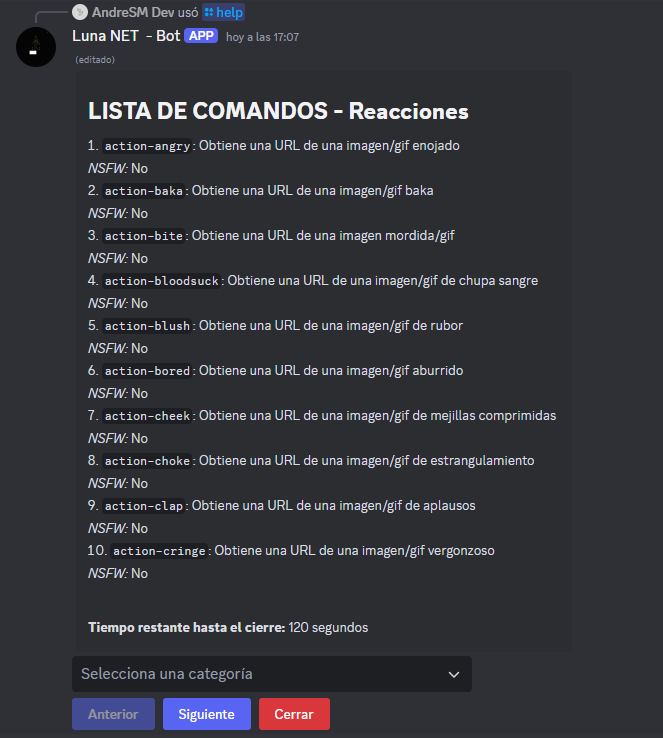 AndreSM Dev usó help
Luna NET - Bot APP hoy a las 17:07
(editado)
LISTA DE COMANDOS - Reacciones
1. action-angry: Obtiene una URL de una imagen/gif enojado
NSFW: No
2. action-baka: Obtiene una URL de una imagen/gif baka
NSFW: No
3. action-bite: Obtiene una URL de una imagen mordida/gif
NSFW: No
4. action-bloodsuck: Obtiene una URL de una imagen/gif de chupa sangre
NSFW: No
5. action-blush: Obtiene una URL de una imagen/gif de rubor
NSFW: No
6. action-bored: Obtiene una URL de una imagen/gif aburrido
NSFW: No
7. action-cheek: Obtiene una URL de una imagen/gif de mejillas comprimidas
NSFW: No
8. action-choke: Obtiene una URL de una imagen/gif de estrangulamiento
NSFW: No
9. action-clap: Obtiene una URL de una imagen/gif de aplausos
NSFW: No
10. action-cringe: Obtiene una URL de una imagen/gif vergonzoso
NSFW: No
Tiempo restante hasta el cierre: 120 segundos
Selecciona una categoría
Anterior Siguiente Cerrar